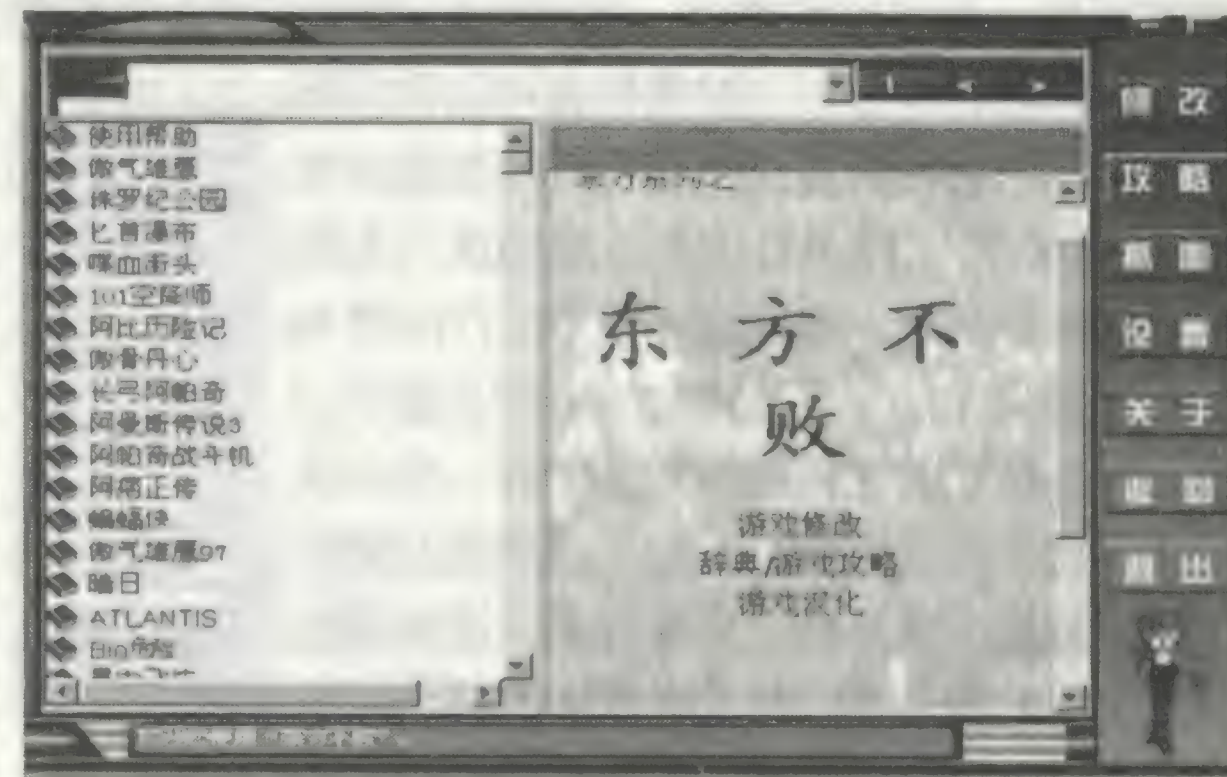 使用帮助
傲气雄鹰
侏罗纪公园
匕首瀑布
喋血街头
101空降师
阿比历险记
傲骨丹心
长弓阿帕奇
阿曼斯传说3
阿帕奇战斗机
阿痞正传
蝙蝠侠
傲气雄鹰97
暗日
ATLANTIS
东 方 不
败
游戏修改
辞典/游戏攻略
游戏汉化
修 改
攻 略
设 置
关 于
返 回
退 出